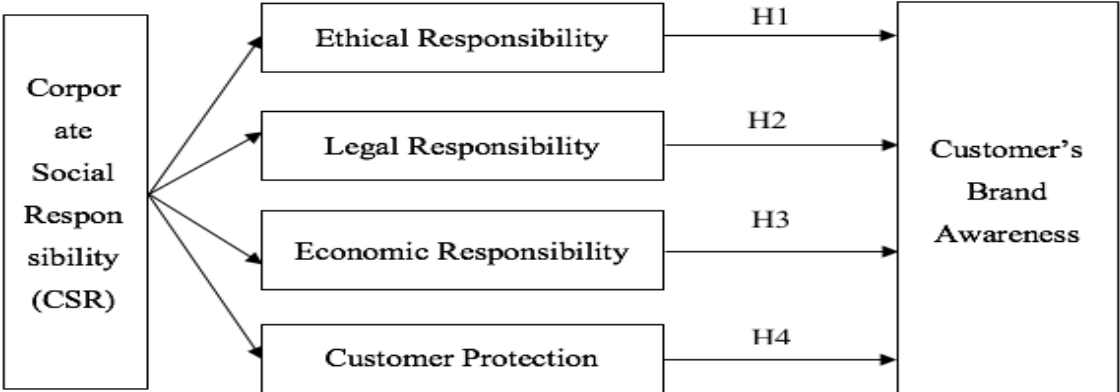 Corpor
ate
Social
Respon
sibility
(CSR)
Ethical Responsibility
Legal Responsibility
Economic Responsibility
Customer Protection
H1
H2
H3
H4
Customer's
Brand
Awareness